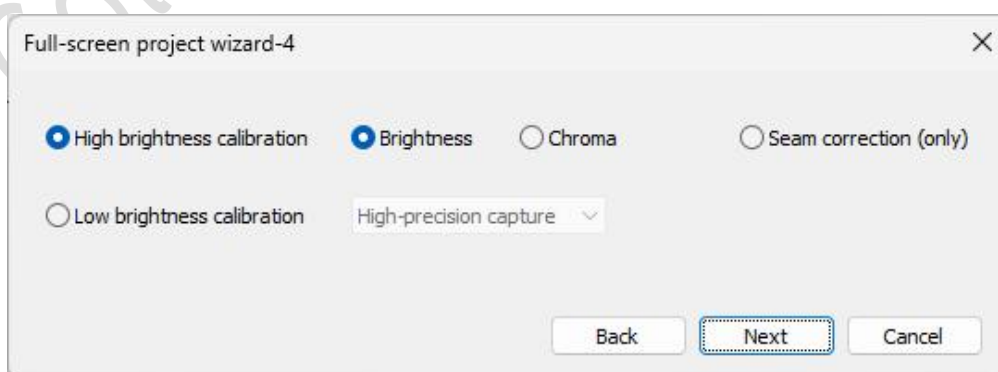 Full-screen project wizard-4
High brightness calibration Brightness Chroma Seam correction (only)
Low brightness calibration High-precision capture
Back Next Cancel